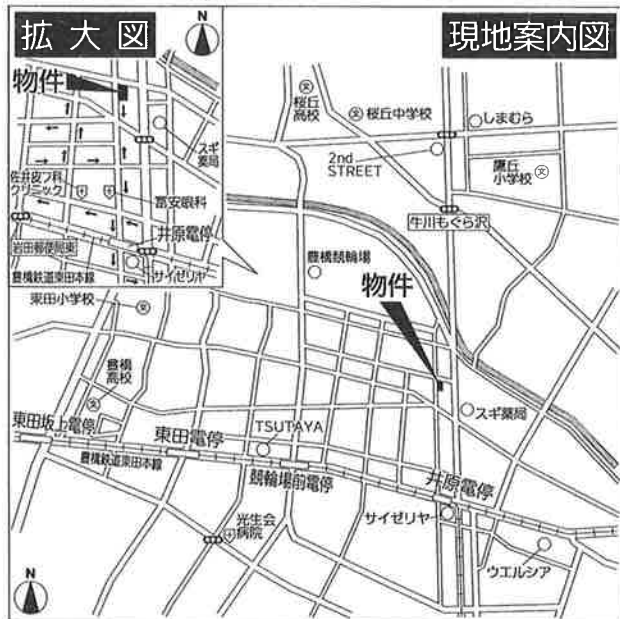 拡大図
N
現地案内図
物件
スギ
薬局
佐井皮フ科
クリニック
冨安眼科
井原電停
岩田郵便局東
サイゼリヤ
豊橋鉄道東田本線
桜丘
高校
桜丘中学校
しまむら
2nd
STREET
鷹丘
小学校
牛川もぐら沢
豊橋競輪場
物件
東田小学校
豊橋
高校
スギ薬局
東田坂上電停
東田電停
TSUTAYA
豊橋鉄道東田本線
競輪場前電停
井原電停
サイゼリヤ
光生会
病院
ウエルシア
N